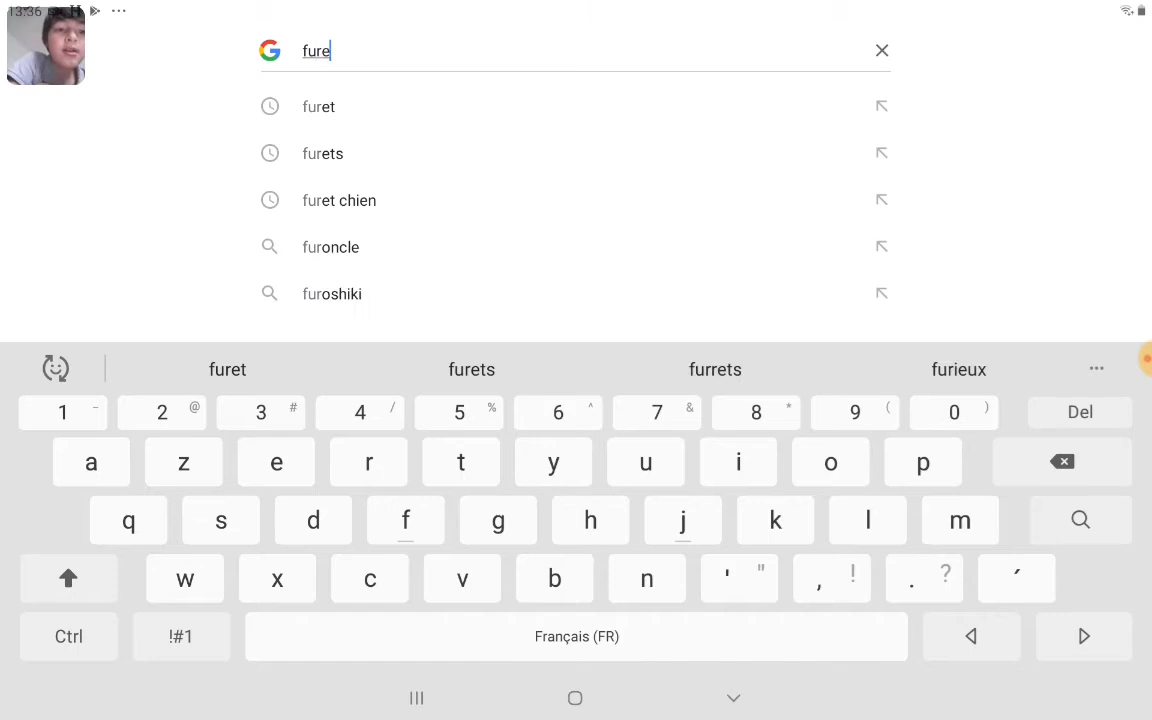 13:36 H ...
fure
furet
furets
furet chien
furoncle
furoshiki
furet furets furrets furieux ...
1 - 2 @ 3 # 4 / 5 % 6 ^ 7 & 8 * 9 ( 0 ) Del
a z e r t y u i o p
q s d f g h j k l m
w x c v b n ' " , ! . ? ´
Ctrl !#1 Français (FR)